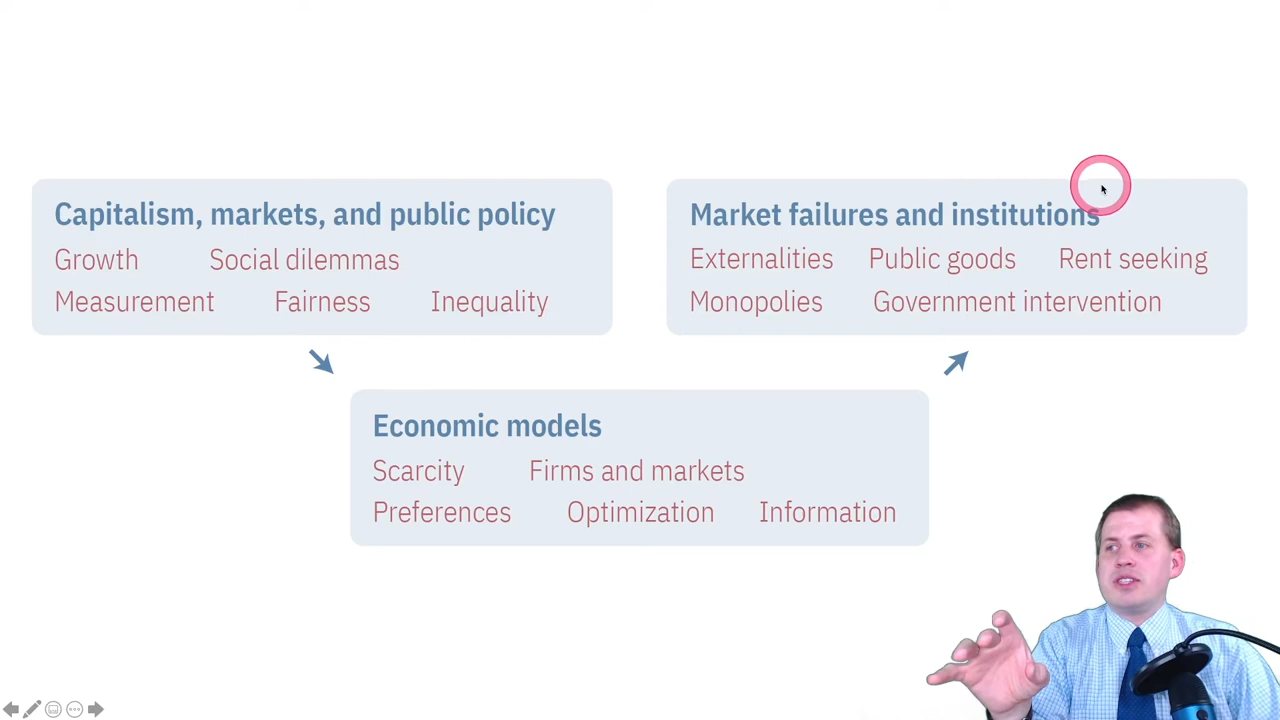 Capitalism, markets, and public policy
Growth Social dilemmas
Measurement Fairness Inequality
Market failures and institutions
Externalities Public goods Rent seeking
Monopolies Government intervention
Economic models
Scarcity Firms and markets
Preferences Optimization Information